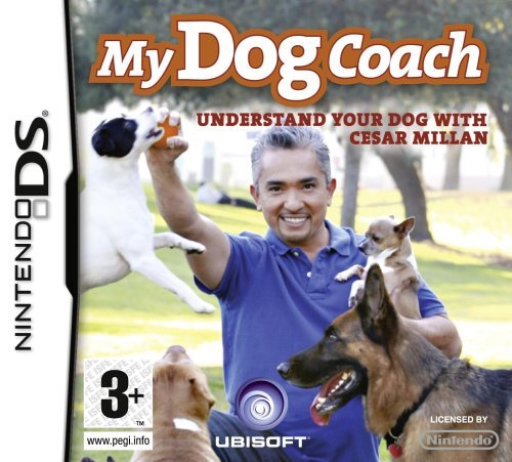 My Dog Coach
UNDERSTAND YOUR DOG WITH
CESAR MILLAN
NINTENDO DS
3+
www.pegi.info
UBISOFT
LICENSED BY
Nintendo